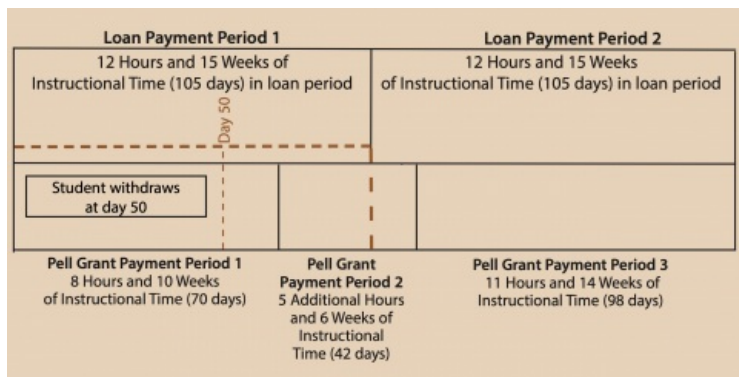 Loan Payment Period 1
Loan Payment Period 2
12 Hours and 15 Weeks of
Instructional Time (105 days) in loan period
12 Hours and 15 Weeks
of Instructional Time (105 days) in loan period
Day 50
Student withdraws
at day 50
Pell Grant Payment Period 1
8 Hours and 10 Weeks
of Instructional Time (70 days)
Pell Grant
Payment Period 2
5 Additional Hours
and 6 Weeks of
Instructional
Time (42 days)
Pell Grant Payment Period 3
11 Hours and 14 Weeks of
Instructional Time (98 days)